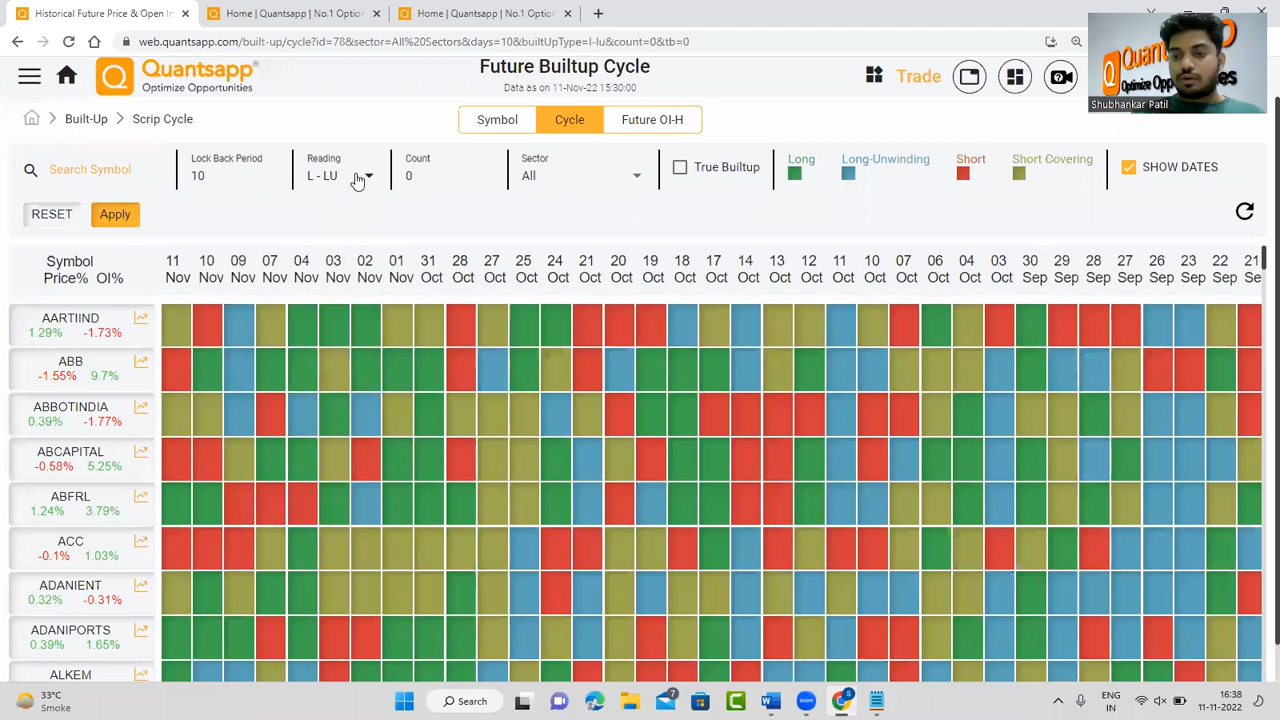 Historical Future Price & Open In
Home | Quantsapp | No.1 Option
Home | Quantsapp | No.1 Option
web.quantsapp.com/built-up/cycle?id=78&sector=All%20Sectors&days=10&builtUpType=l-lu&count=0&tb=0
Quantsapp
Optimize Opportunities
Future Builtup Cycle
Data as on 11-Nov-22 15:30:00
Trade
Shubhankar Patil
Built-Up > Scrip Cycle
Symbol Cycle Future OI-H
Search Symbol
Lock Back Period
10
Reading
L - LU
Count
0
Sector
All
True Builtup
Long
Long-Unwinding
Short
Short Covering
SHOW DATES
RESET
Apply
Symbol
Price% OI%
11 10 09 07 04 03 02 01 31 28 27 25 24 21 20 19 18 17 14 13 12 11 10 07 06 04 03 30 29 28 27 26 23 22 21
Nov Nov Nov Nov Nov Nov Nov Nov Oct Oct Oct Oct Oct Oct Oct Oct Oct Oct Oct Oct Oct Oct Oct Oct Oct Oct Oct Sep Sep Sep Sep Sep Sep Sep Se
AARTIIND
1.29% -1.73%
ABB
-1.55% 9.7%
ABBOTINDIA
0.39% -1.77%
ABCAPITAL
-0.58% 5.25%
ABFRL
1.24% 3.79%
ACC
-0.1% 1.03%
ADANIENT
0.32% -0.31%
ADANIPORTS
0.39% 1.65%
ALKEM
33°C
Smoke
Search
7
ENG
IN
16:38
11-11-2022